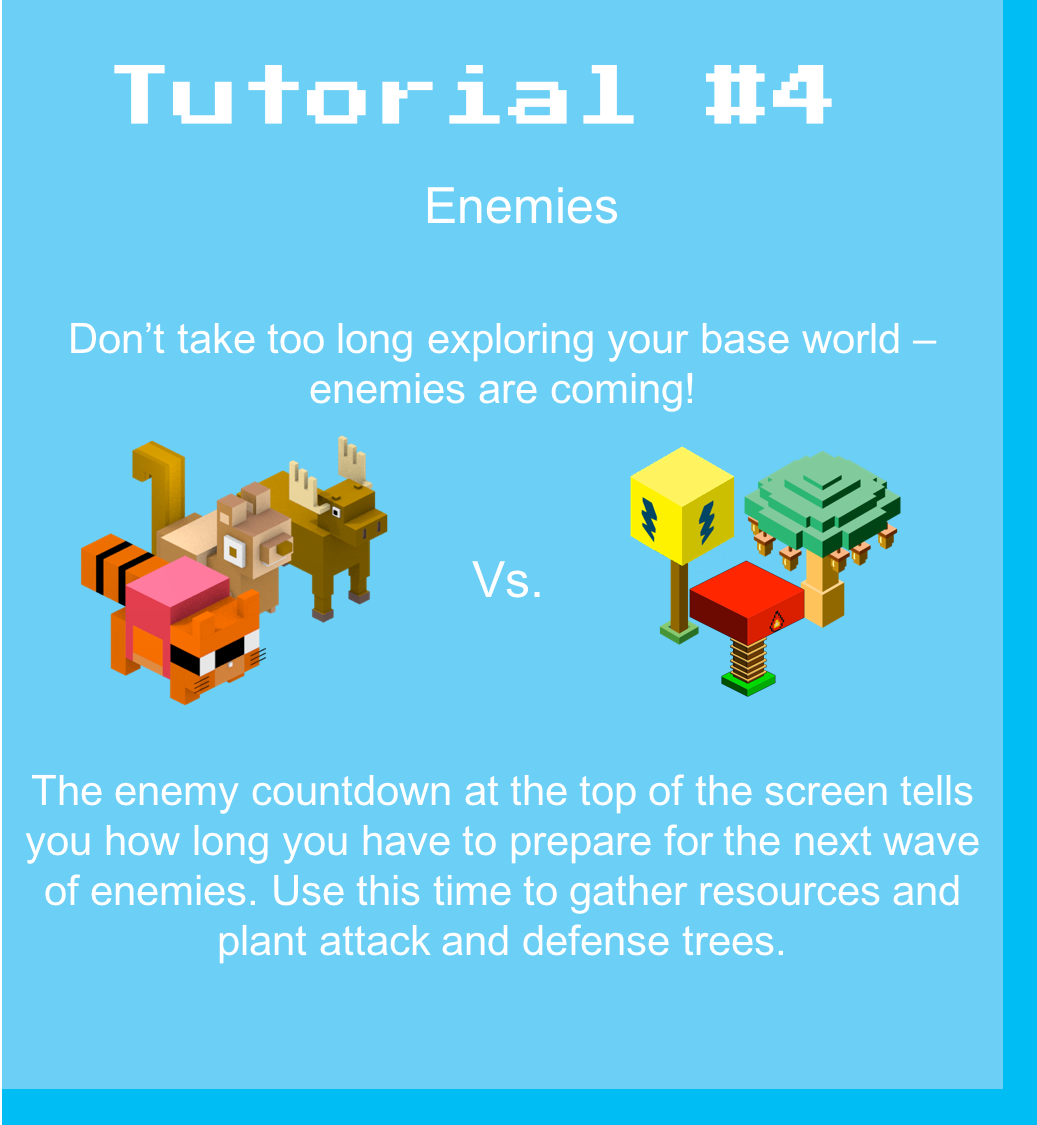 Tutorial #4
Enemies
Don’t take too long exploring your base world –
enemies are coming!
Vs.
The enemy countdown at the top of the screen tells
you how long you have to prepare for the next wave
of enemies. Use this time to gather resources and
plant attack and defense trees.